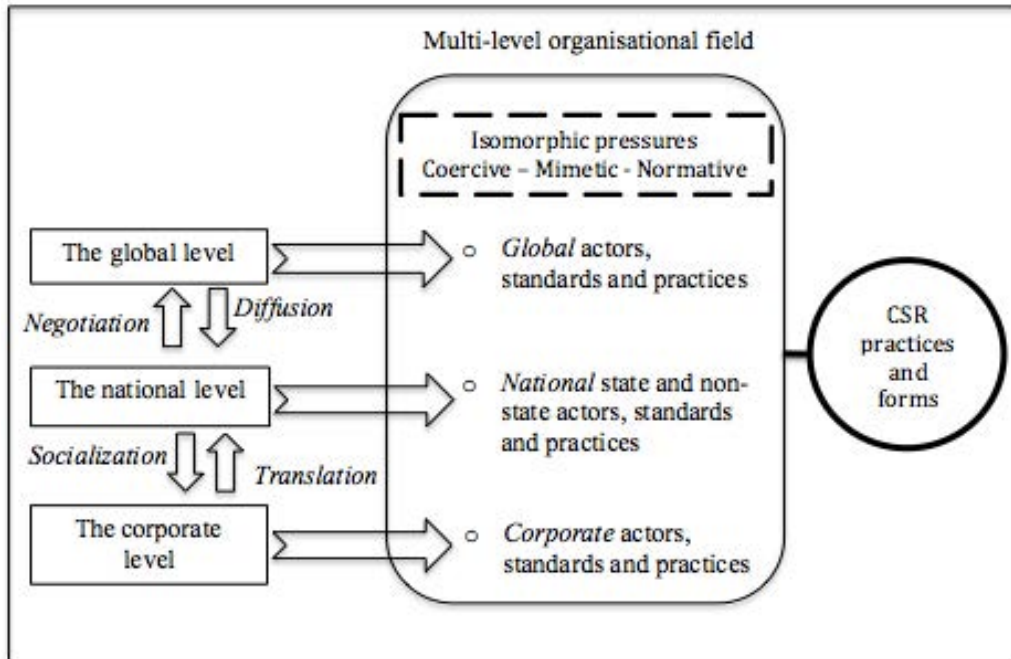 Multi-level organisational field
Isomorphic pressures
Coercive – Mimetic - Normative
The global level
○ Global actors,
standards and practices
Negotiation
Diffusion
The national level
○ National state and non-
state actors, standards
and practices
Socialization
Translation
The corporate
level
○ Corporate actors,
standards and practices
CSR
practices
and
forms